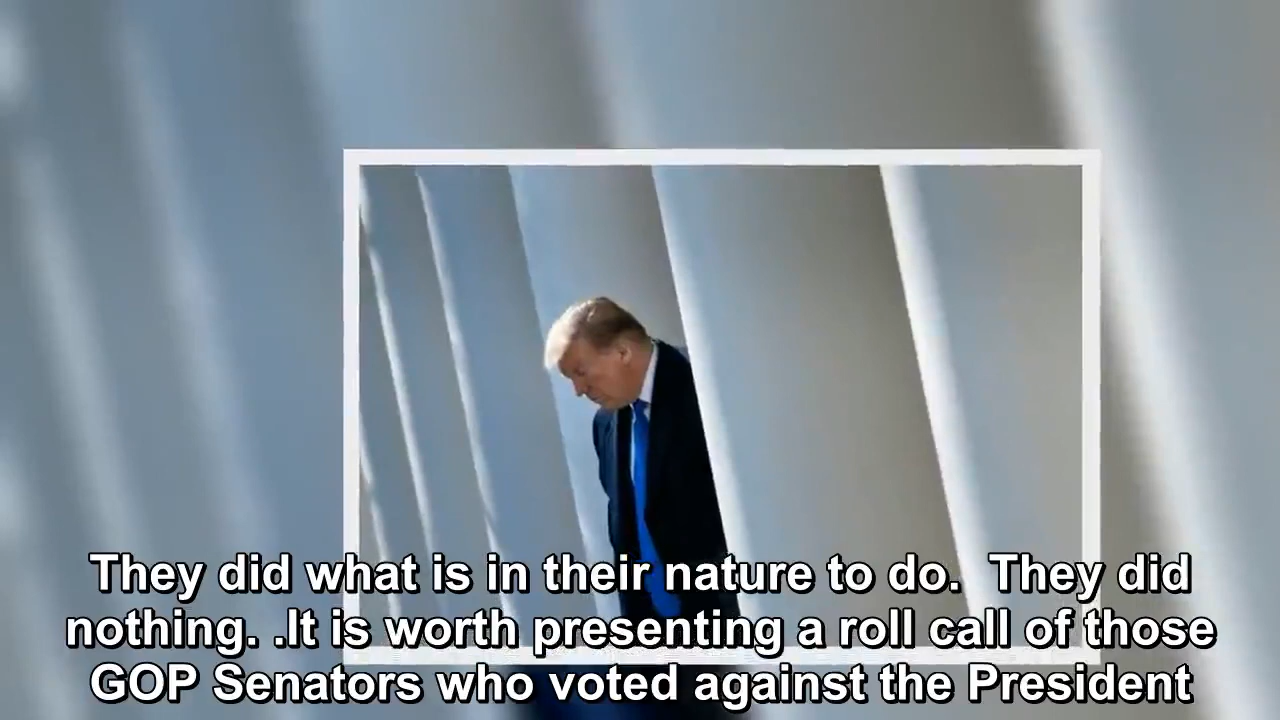 They did what is in their nature to do.  They did
nothing. .It is worth presenting a roll call of those
GOP Senators who voted against the President